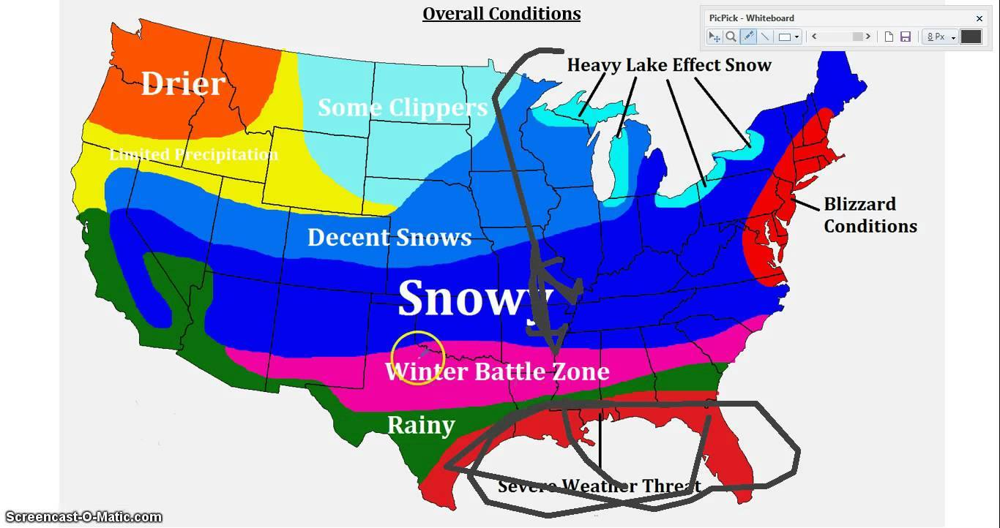 Overall Conditions
PicPick - Whiteboard
8 Px
Heavy Lake Effect Snow
Drier
Some Clippers
Limited Precipitation
Blizzard
Conditions
Decent Snows
Snowy
Winter Battle Zone
Rainy
Severe Weather Threat
Screencast-O-Matic.com